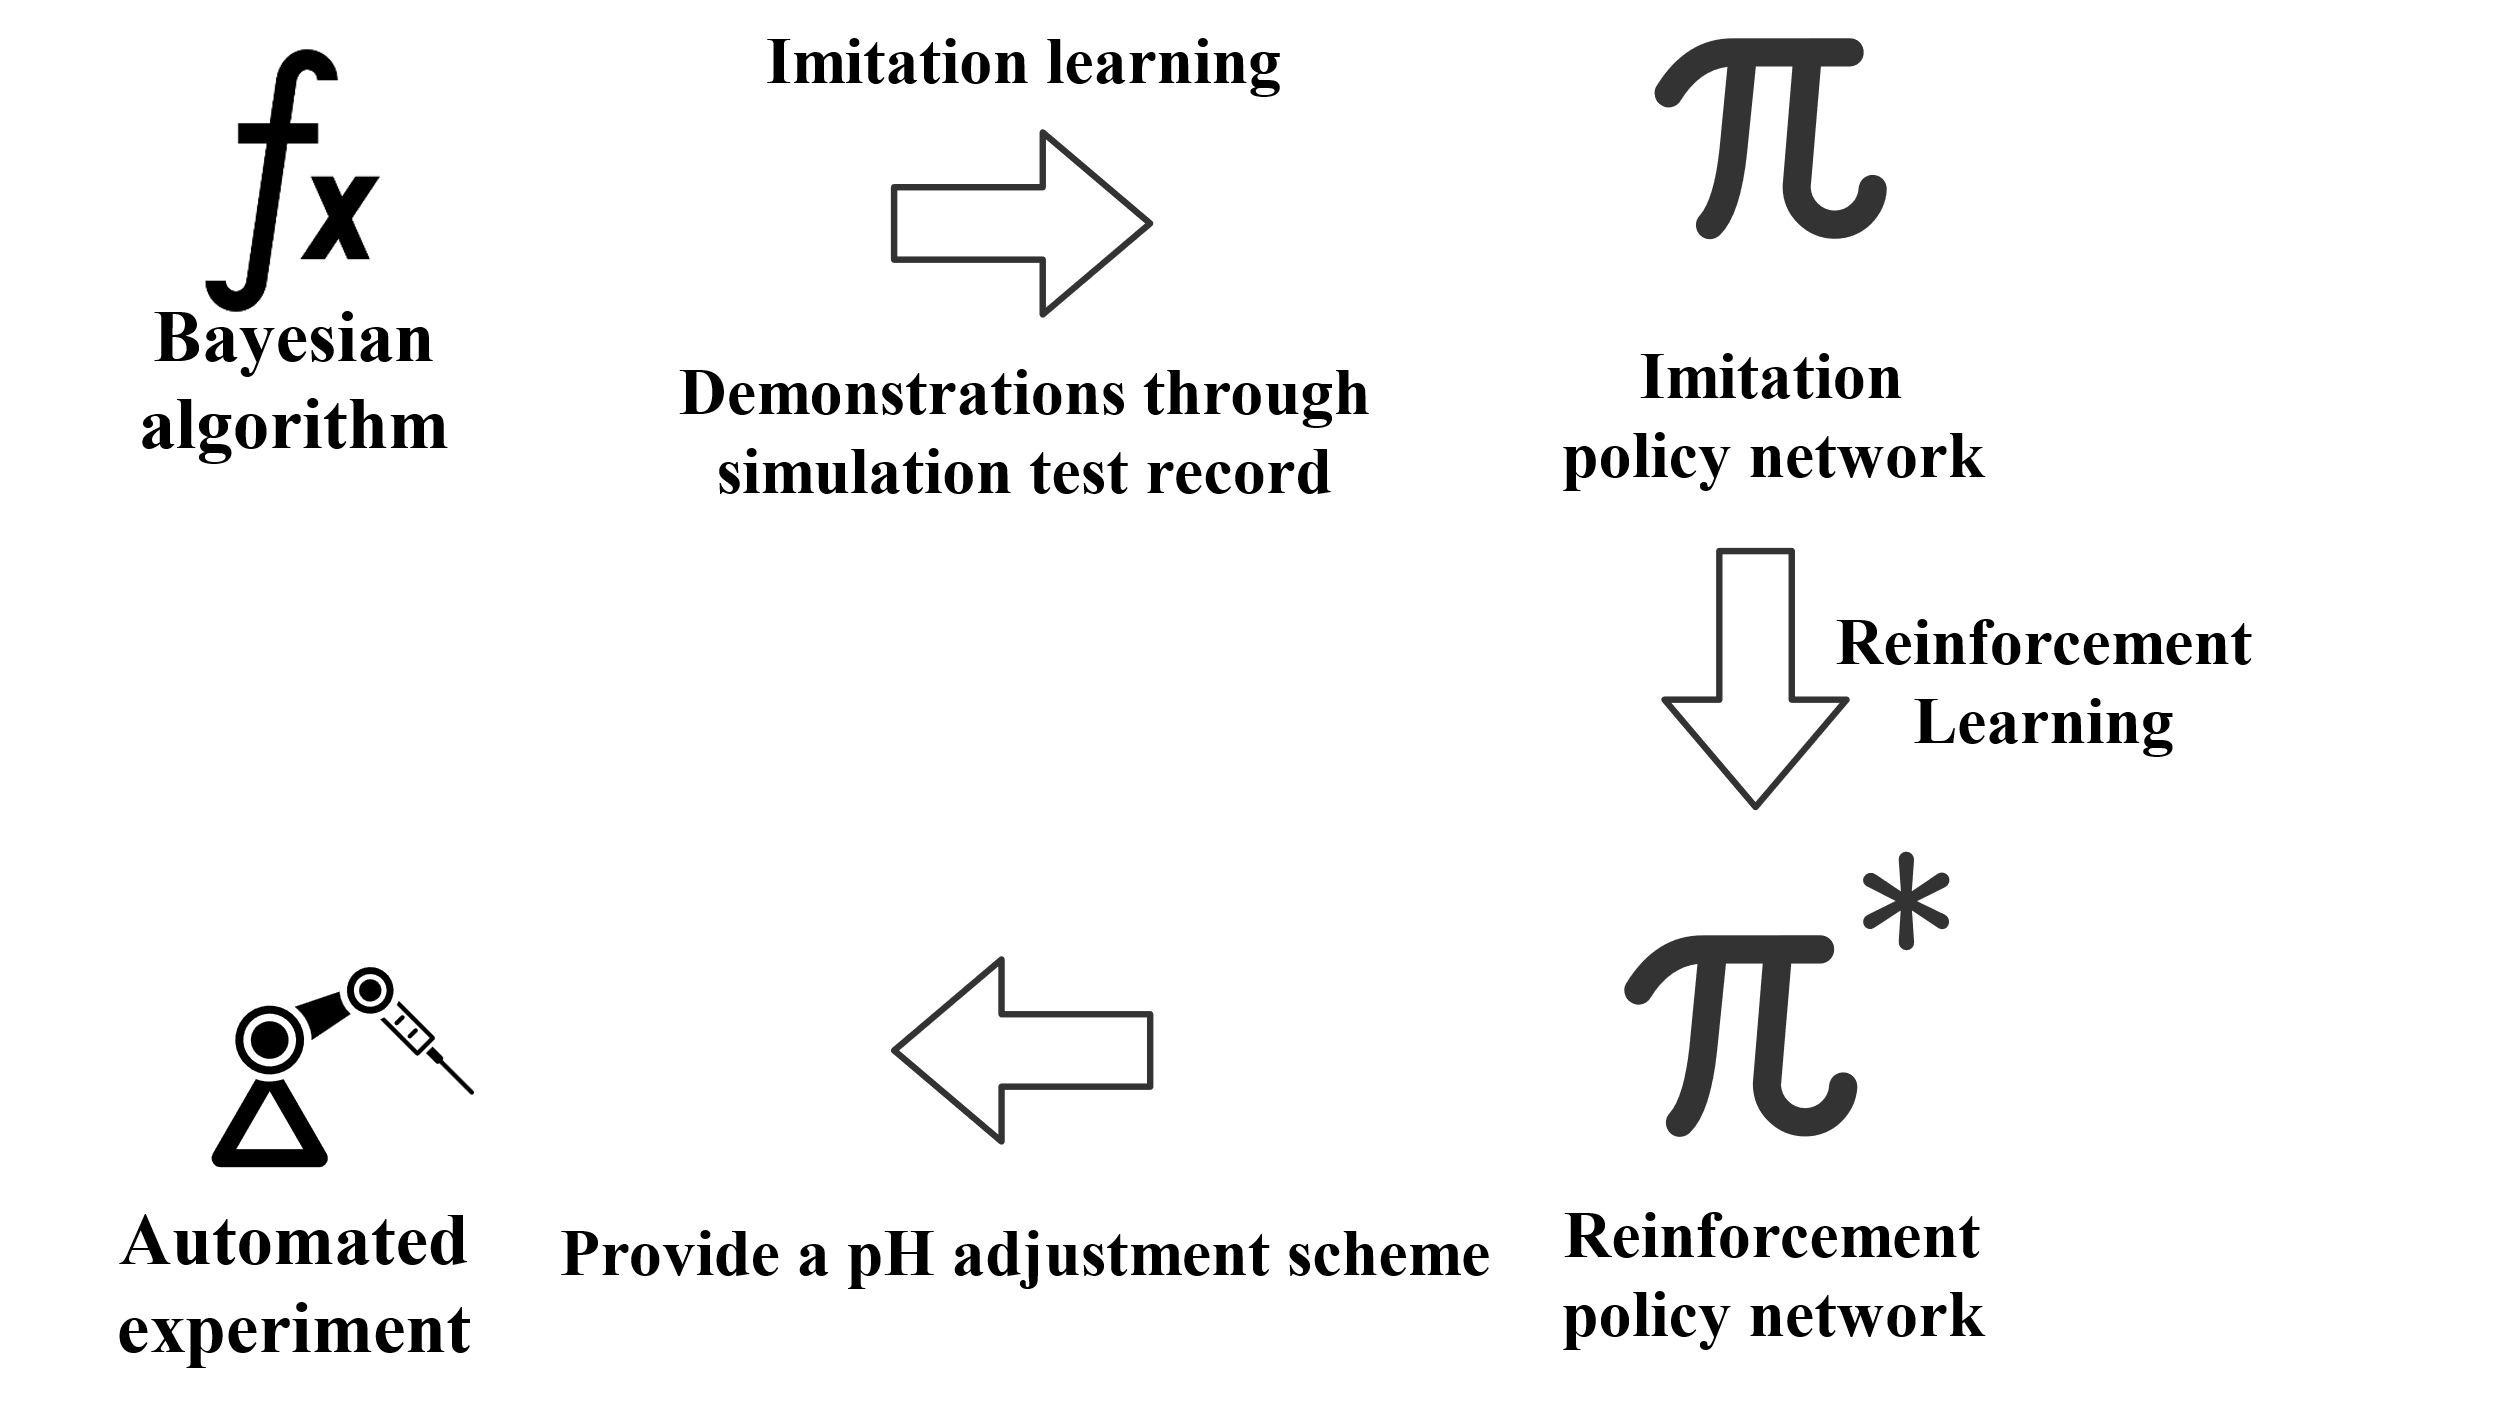 fx
Bayesian
algorithm
Imitation learning
Demonstrations through
simulation test record
π
Imitation
policy network
Reinforcement
Learning
π*
Reinforcement
policy network
Provide a pH adjustment scheme
Automated
experiment